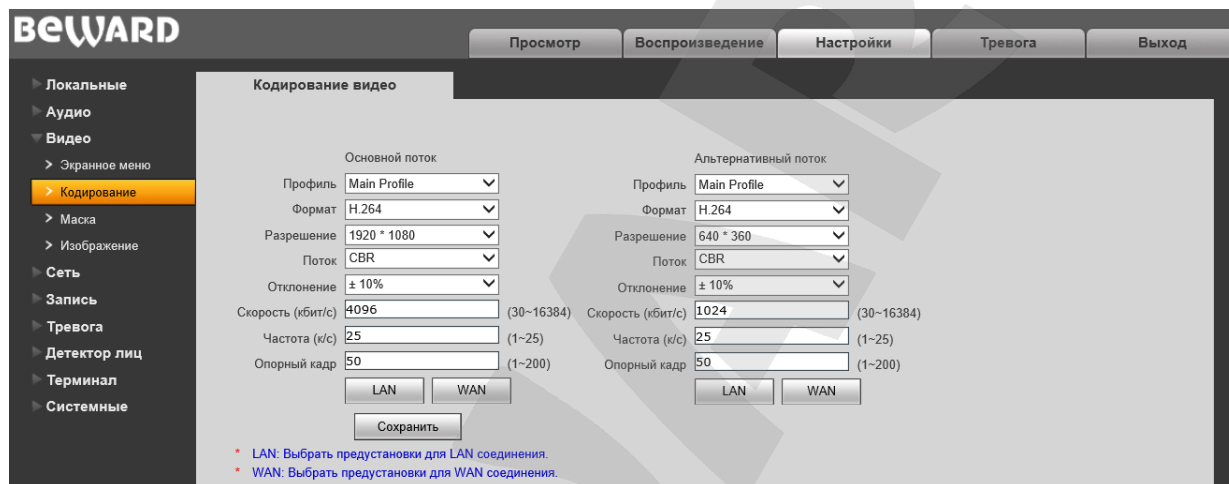 BEWARD
Просмотр Воспроизведение Настройки Тревога Выход
Локальные
Аудио
Видео
Экранное меню
Кодирование
Маска
Изображение
Сеть
Запись
Тревога
Детектор лиц
Терминал
Системные
Кодирование видео
Основной поток Альтернативный поток
Профиль Main Profile Профиль Main Profile
Формат H.264 Формат H.264
Разрешение 1920 * 1080 Разрешение 640 * 360
Поток CBR Поток CBR
Отклонение ± 10% Отклонение ± 10%
Скорость (кбит/с) 4096 (30~16384) Скорость (кбит/с) 1024 (30~16384)
Частота (к/с) 25 (1~25) Частота (к/с) 25 (1~25)
Опорный кадр 50 (1~200) Опорный кадр 50 (1~200)
LAN WAN LAN WAN
Сохранить
* LAN: Выбрать предустановки для LAN соединения.
* WAN: Выбрать предустановки для WAN соединения.